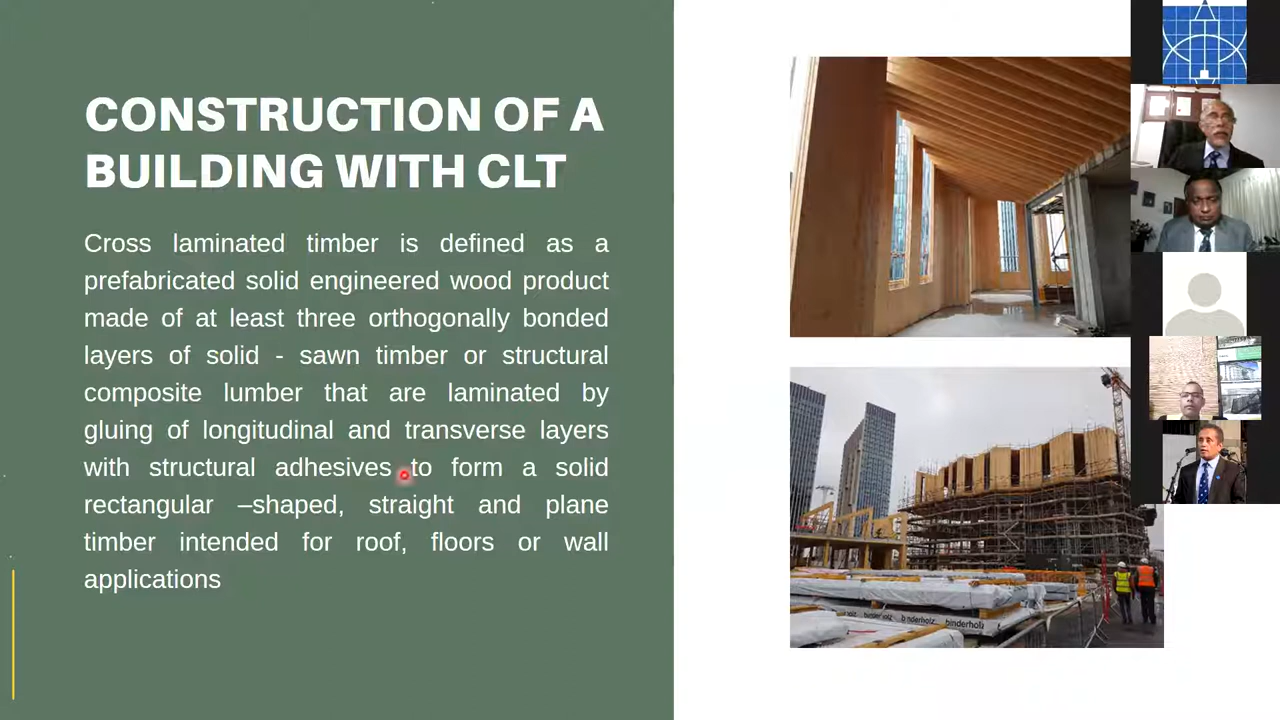 CONSTRUCTION OF A
BUILDING WITH CLT
Cross laminated timber is defined as a
prefabricated solid engineered wood product
made of at least three orthogonally bonded
layers of solid - sawn timber or structural
composite lumber that are laminated by
gluing of longitudinal and transverse layers
with structural adhesives to form a solid
rectangular –shaped, straight and plane
timber intended for roof, floors or wall
applications
binderholz binderholz binderholz